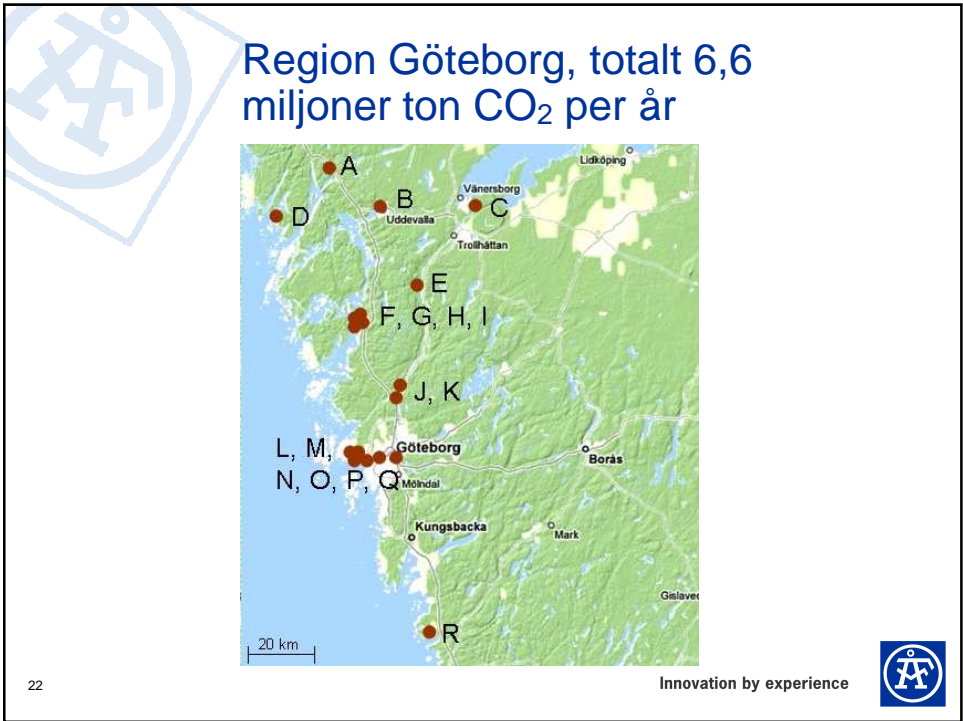 Region Göteborg, totalt 6,6
miljoner ton CO₂ per år
A
Lidköping
B
Vänersborg
C
D
Uddevalla
Trollhättan
E
F, G, H, I
J, K
L, M,
Göteborg
Borås
N, O, P, Q
Mölndal
Kungsbacka
Mark
Gislaved
R
20 km
22
Innovation by experience
ÅF